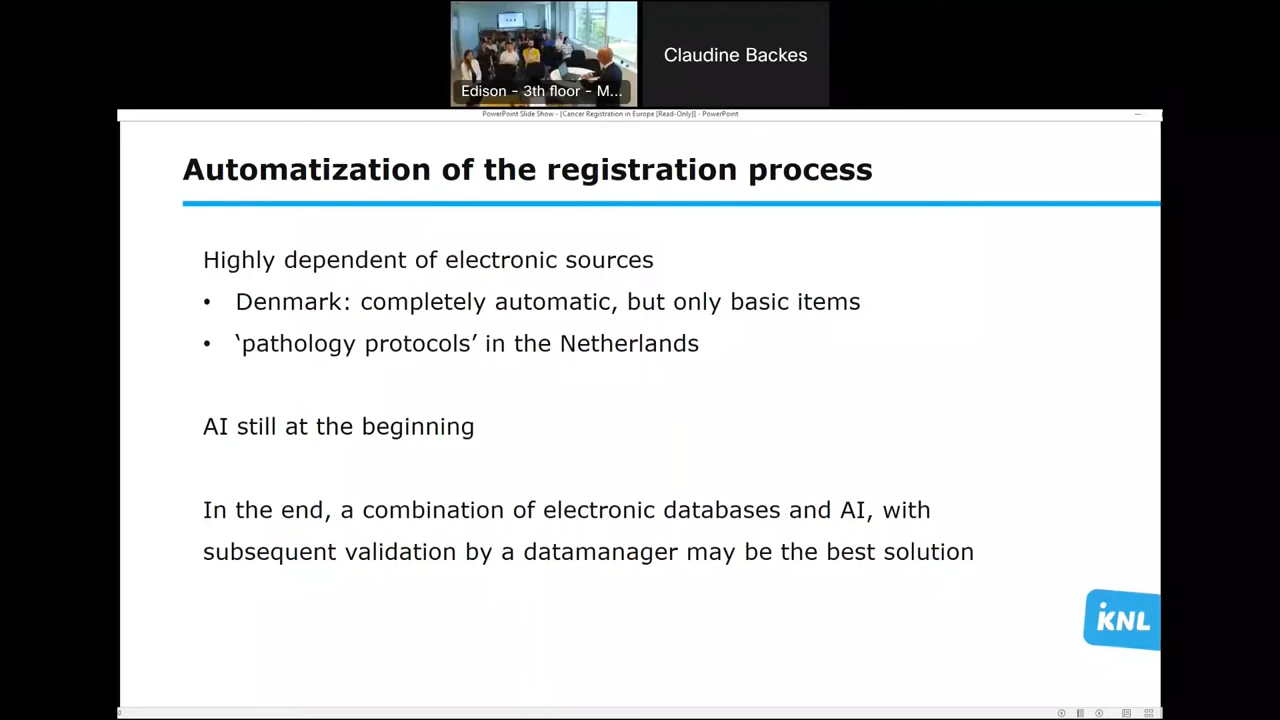 Claudine Backes
Edison - 3th floor - M...
PowerPoint Slide Show - [Cancer Registration in Europe [Read-Only]] - PowerPoint
Automatization of the registration process
Highly dependent of electronic sources
• Denmark: completely automatic, but only basic items
• ‘pathology protocols’ in the Netherlands
AI still at the beginning
In the end, a combination of electronic databases and AI, with
subsequent validation by a datamanager may be the best solution
iKNL